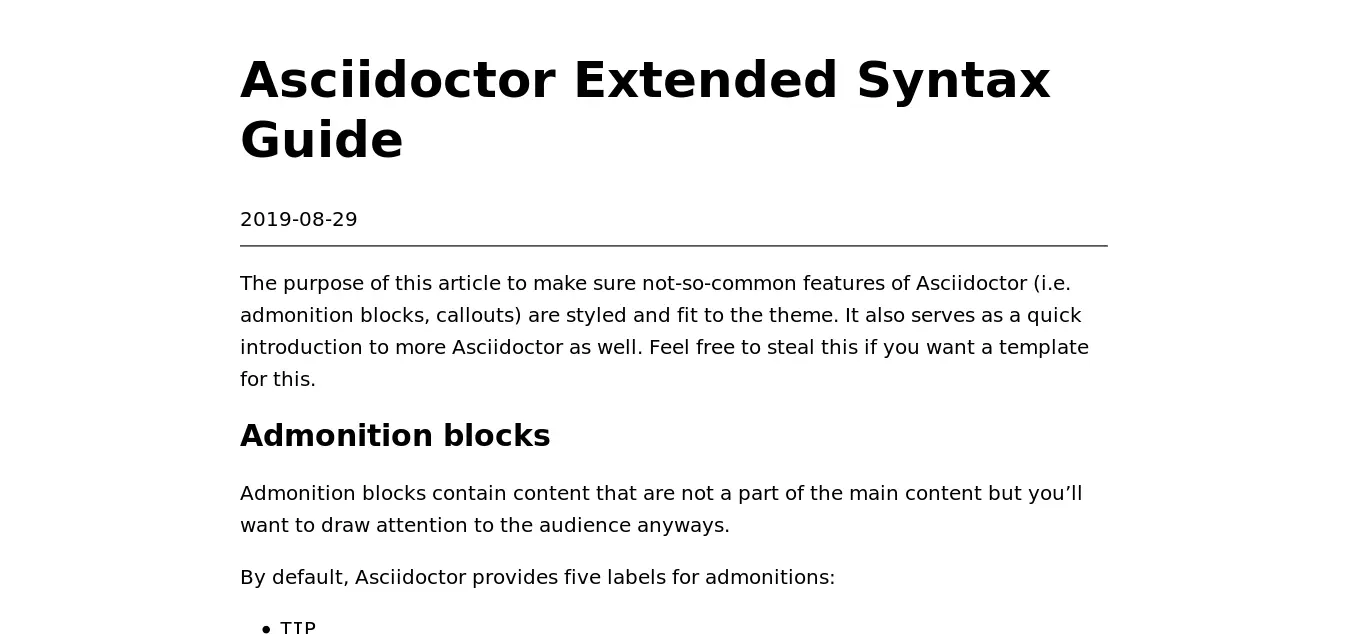 Asciidoctor Extended Syntax
Guide
2019-08-29
The purpose of this article to make sure not-so-common features of Asciidoctor (i.e.
admonition blocks, callouts) are styled and fit to the theme. It also serves as a quick
introduction to more Asciidoctor as well. Feel free to steal this if you want a template
for this.
Admonition blocks
Admonition blocks contain content that are not a part of the main content but you’ll
want to draw attention to the audience anyways.
By default, Asciidoctor provides five labels for admonitions:
• TIP